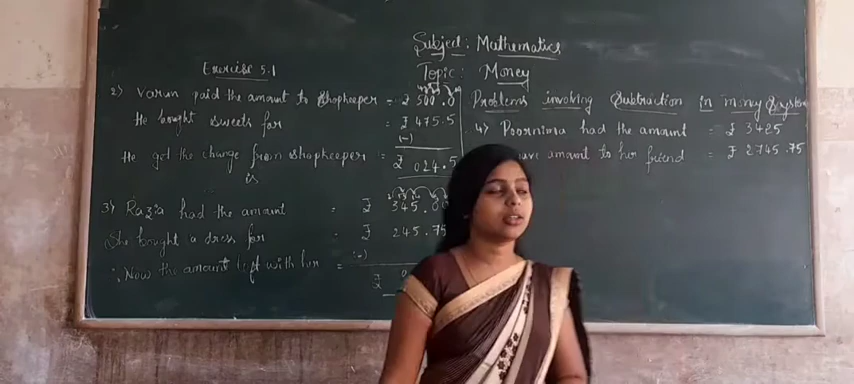 Subject: Mathematics
Topic: Money
Exercise 5.1
2) Varun paid the amount to shopkeeper = ₹ 500.0
He bought sweets for = ₹ 475.5
(-)
He got the change from shopkeeper = ₹ 024.5
is
3) Razia had the amount = ₹ 345.00
She bought a dress for = ₹ 245.75
(-)
∴ Now the amount left with her =
₹ 0
Problems involving Subtraction in money System
4) Poornima had the amount = ₹ 3425
amount to her friend = ₹ 2745.75